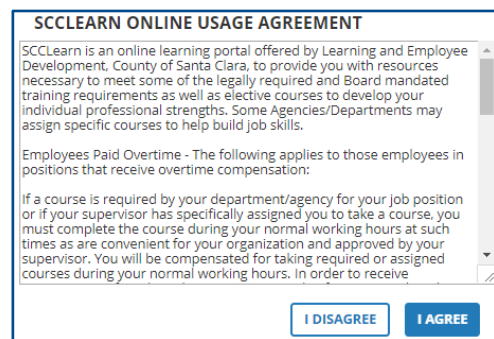 SCCLEARN ONLINE USAGE AGREEMENT
SCCLearn is an online learning portal offered by Learning and Employee
Development, County of Santa Clara, to provide you with resources
necessary to meet some of the legally required and Board mandated
training requirements as well as elective courses to develop your
individual professional strengths. Some Agencies/Departments may
assign specific courses to help build job skills.
Employees Paid Overtime - The following applies to those employees in
positions that receive overtime compensation:
If a course is required by your department/agency for your job position
or if your supervisor has specifically assigned you to take a course, you
must complete the course during your normal working hours at such
times as are convenient for your organization and approved by your
supervisor. You will be compensated for taking required or assigned
courses during your normal working hours. In order to receive
I DISAGREE
I AGREE